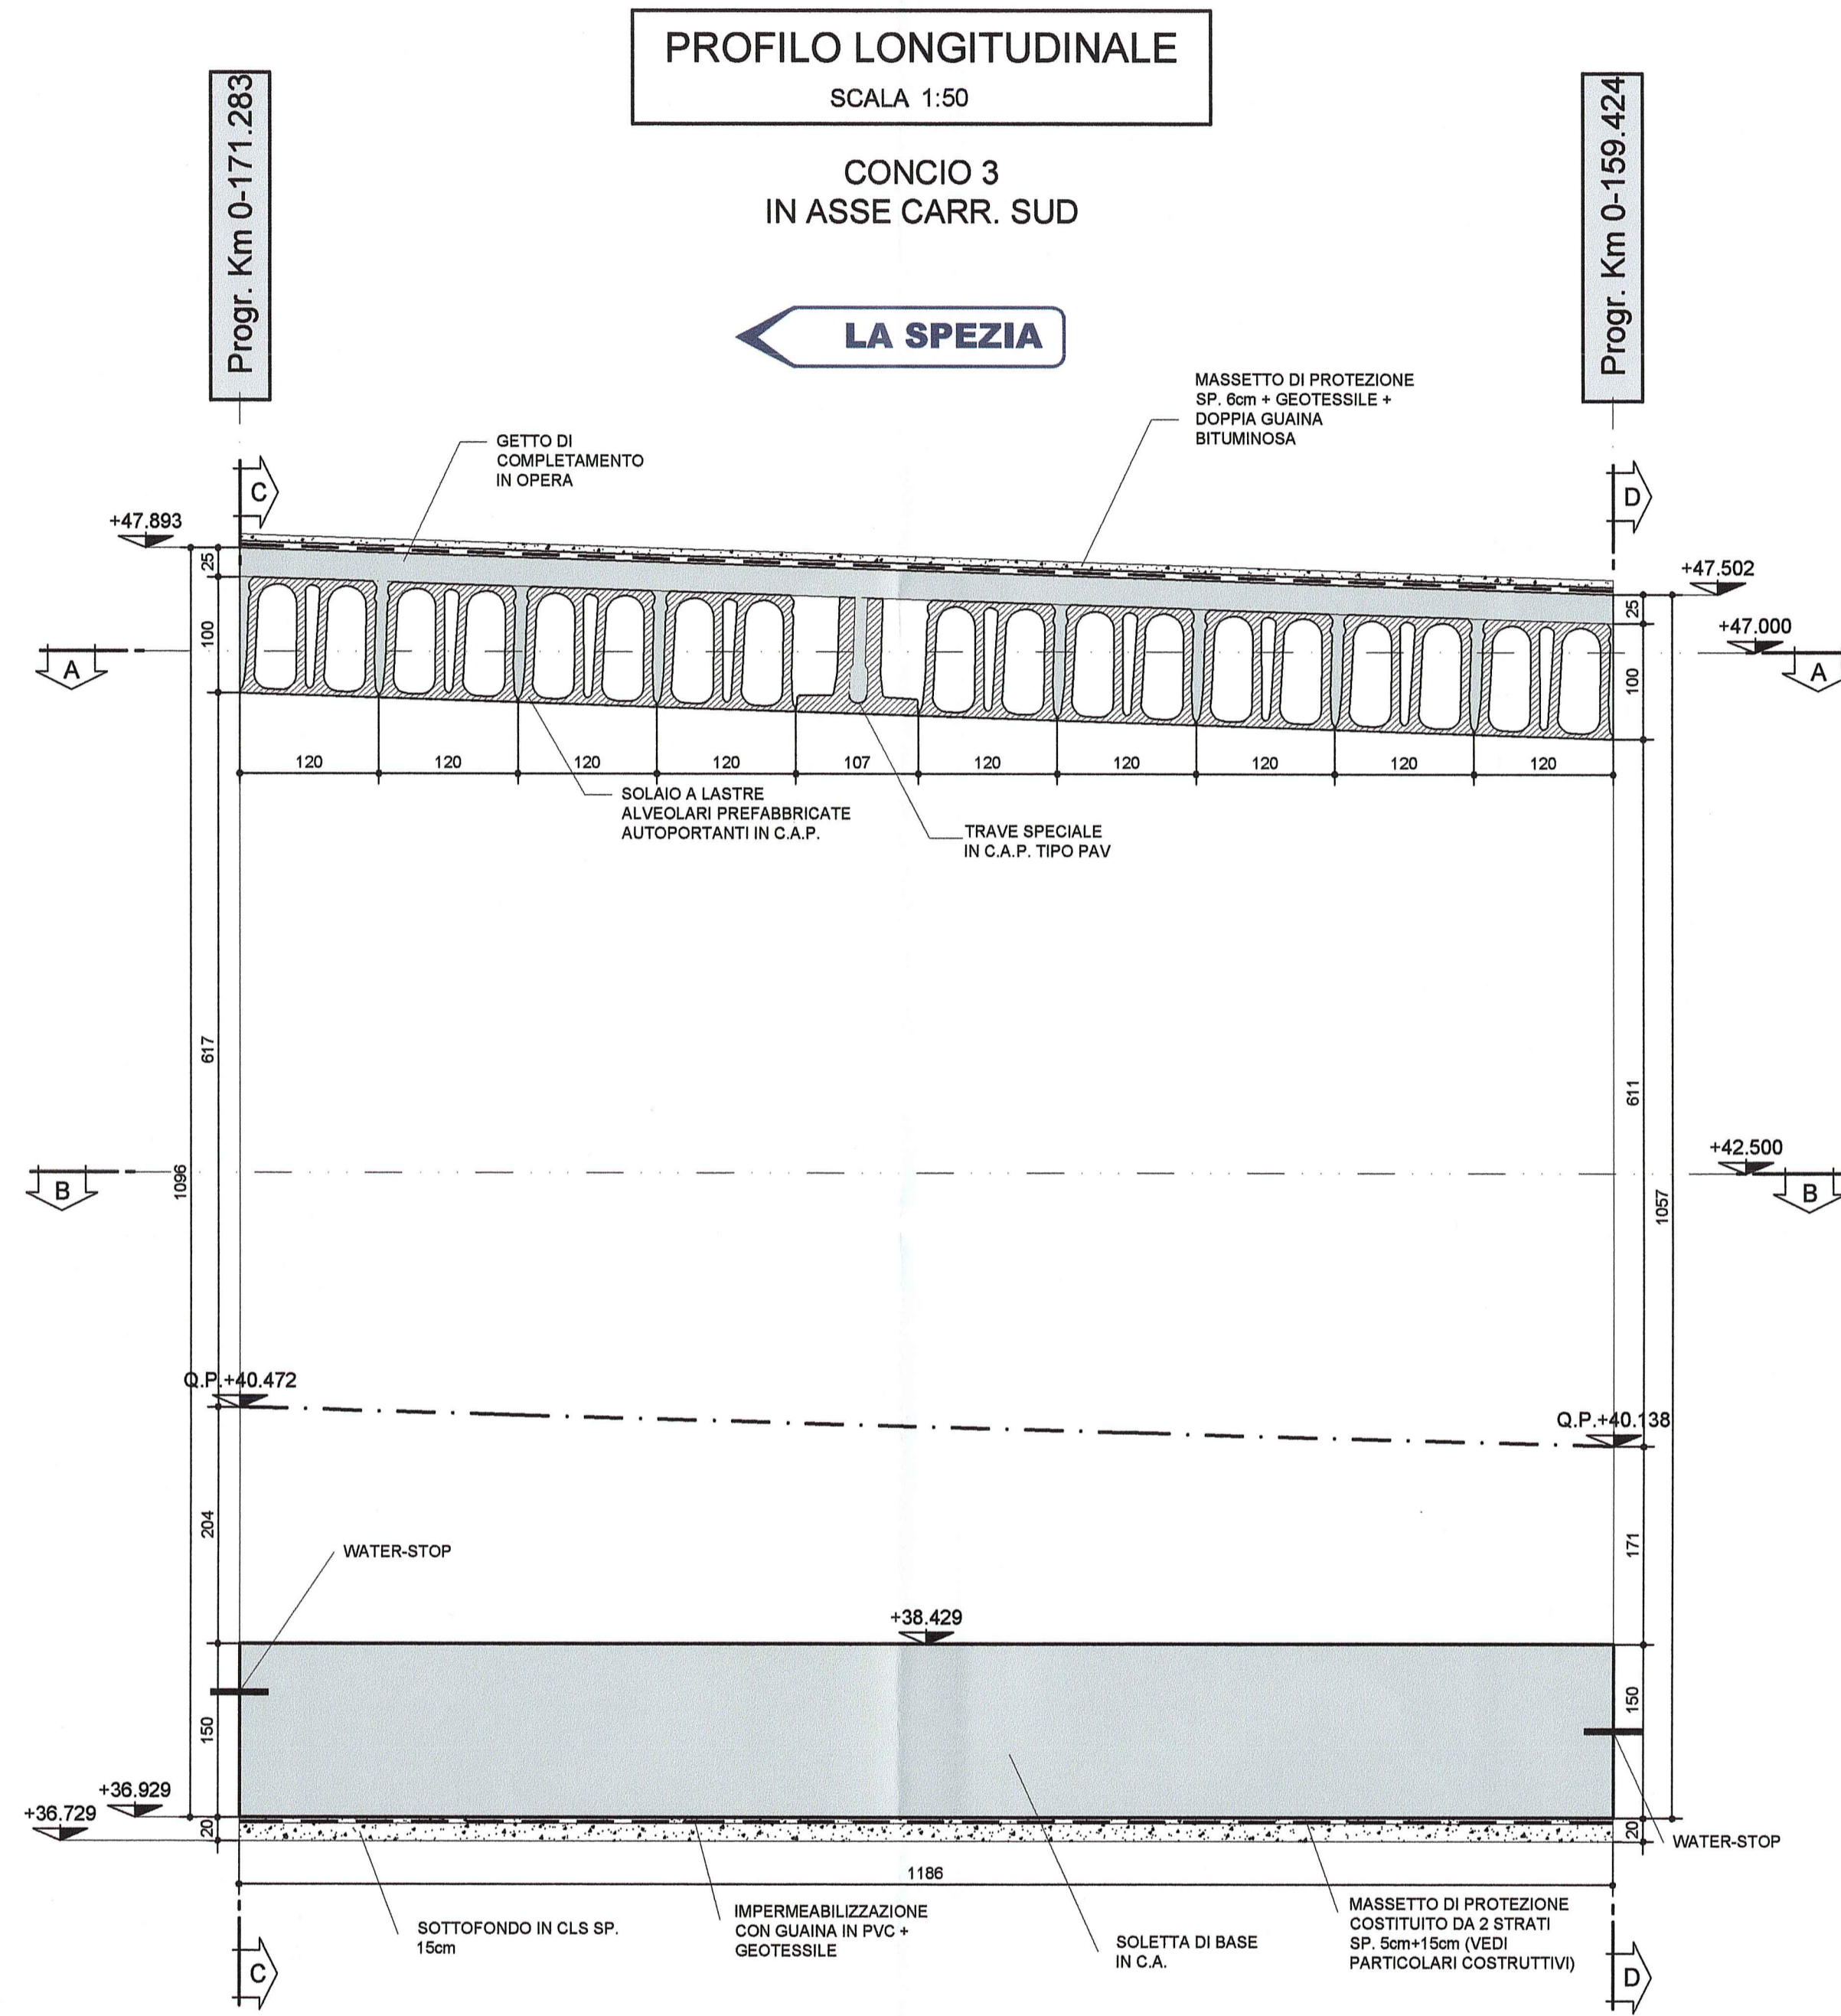 PROFILO LONGITUDINALE
SCALA 1:50
CONCIO 3
IN ASSE CARR. SUD
Progr. Km 0-171.283
Progr. Km 0-159.424
LA SPEZIA
MASSETTO DI PROTEZIONE
SP. 6cm + GEOTESSILE +
DOPPIA GUAINA
BITUMINOSA
GETTO DI
COMPLETAMENTO
IN OPERA
C
D
+47.893
+47.502
25
25
+47.000
100
100
A
A
120
120
120
120
107
120
120
120
120
120
SOLAIO A LASTRE
ALVEOLARI PREFABBRICATE
AUTOPORTANTI IN C.A.P.
TRAVE SPECIALE
IN C.A.P. TIPO PAV
617
611
1096
1057
+42.500
B
B
Q.P.+40.472
Q.P.+40.138
204
171
WATER-STOP
+38.429
150
150
+36.929
+36.729
20
20
WATER-STOP
1186
SOTTOFONDO IN CLS SP.
15cm
IMPERMEABILIZZAZIONE
CON GUAINA IN PVC +
GEOTESSILE
SOLETTA DI BASE
IN C.A.
MASSETTO DI PROTEZIONE
COSTITUITO DA 2 STRATI
SP. 5cm+15cm (VEDI
PARTICOLARI COSTRUTTIVI)
C
D